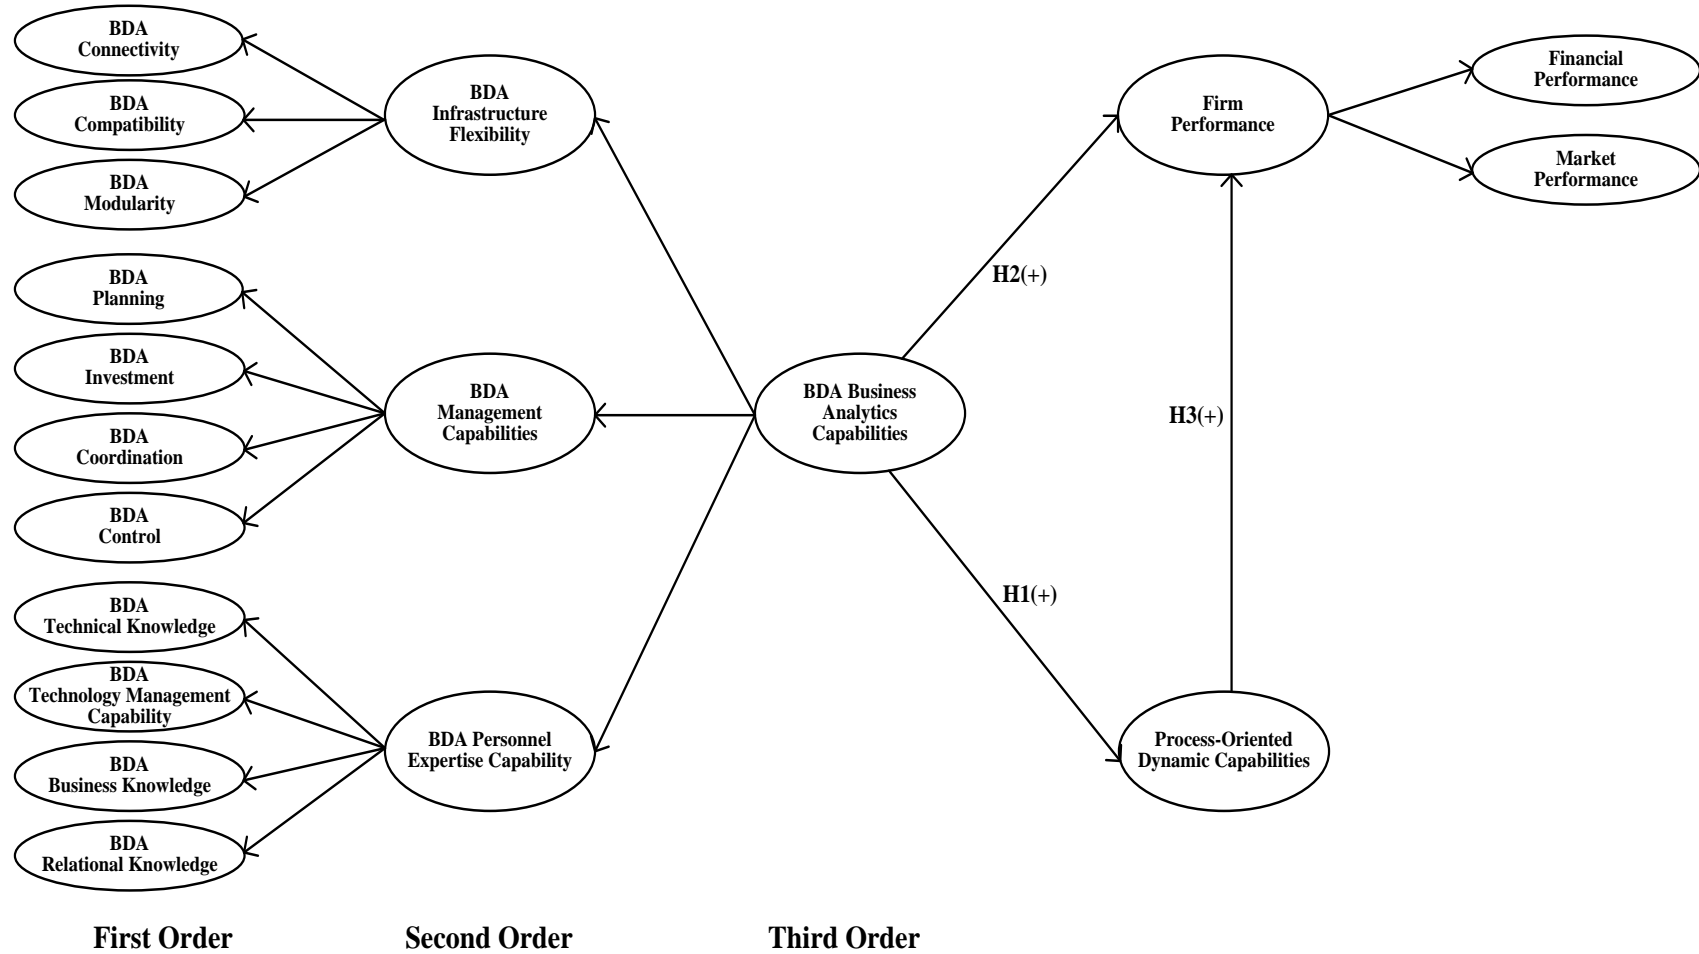 BDA
Connectivity
BDA
Compatibility
BDA
Modularity
BDA
Planning
BDA
Investment
BDA
Coordination
BDA
Control
BDA
Technical Knowledge
BDA
Technology Management
Capability
BDA
Business Knowledge
BDA
Relational Knowledge
BDA
Infrastructure
Flexibility
BDA
Management
Capabilities
BDA Personnel
Expertise Capability
BDA Business
Analytics
Capabilities
H2(+)
H1(+)
H3(+)
Firm
Performance
Process-Oriented
Dynamic Capabilities
Financial
Performance
Market
Performance
First Order
Second Order
Third Order